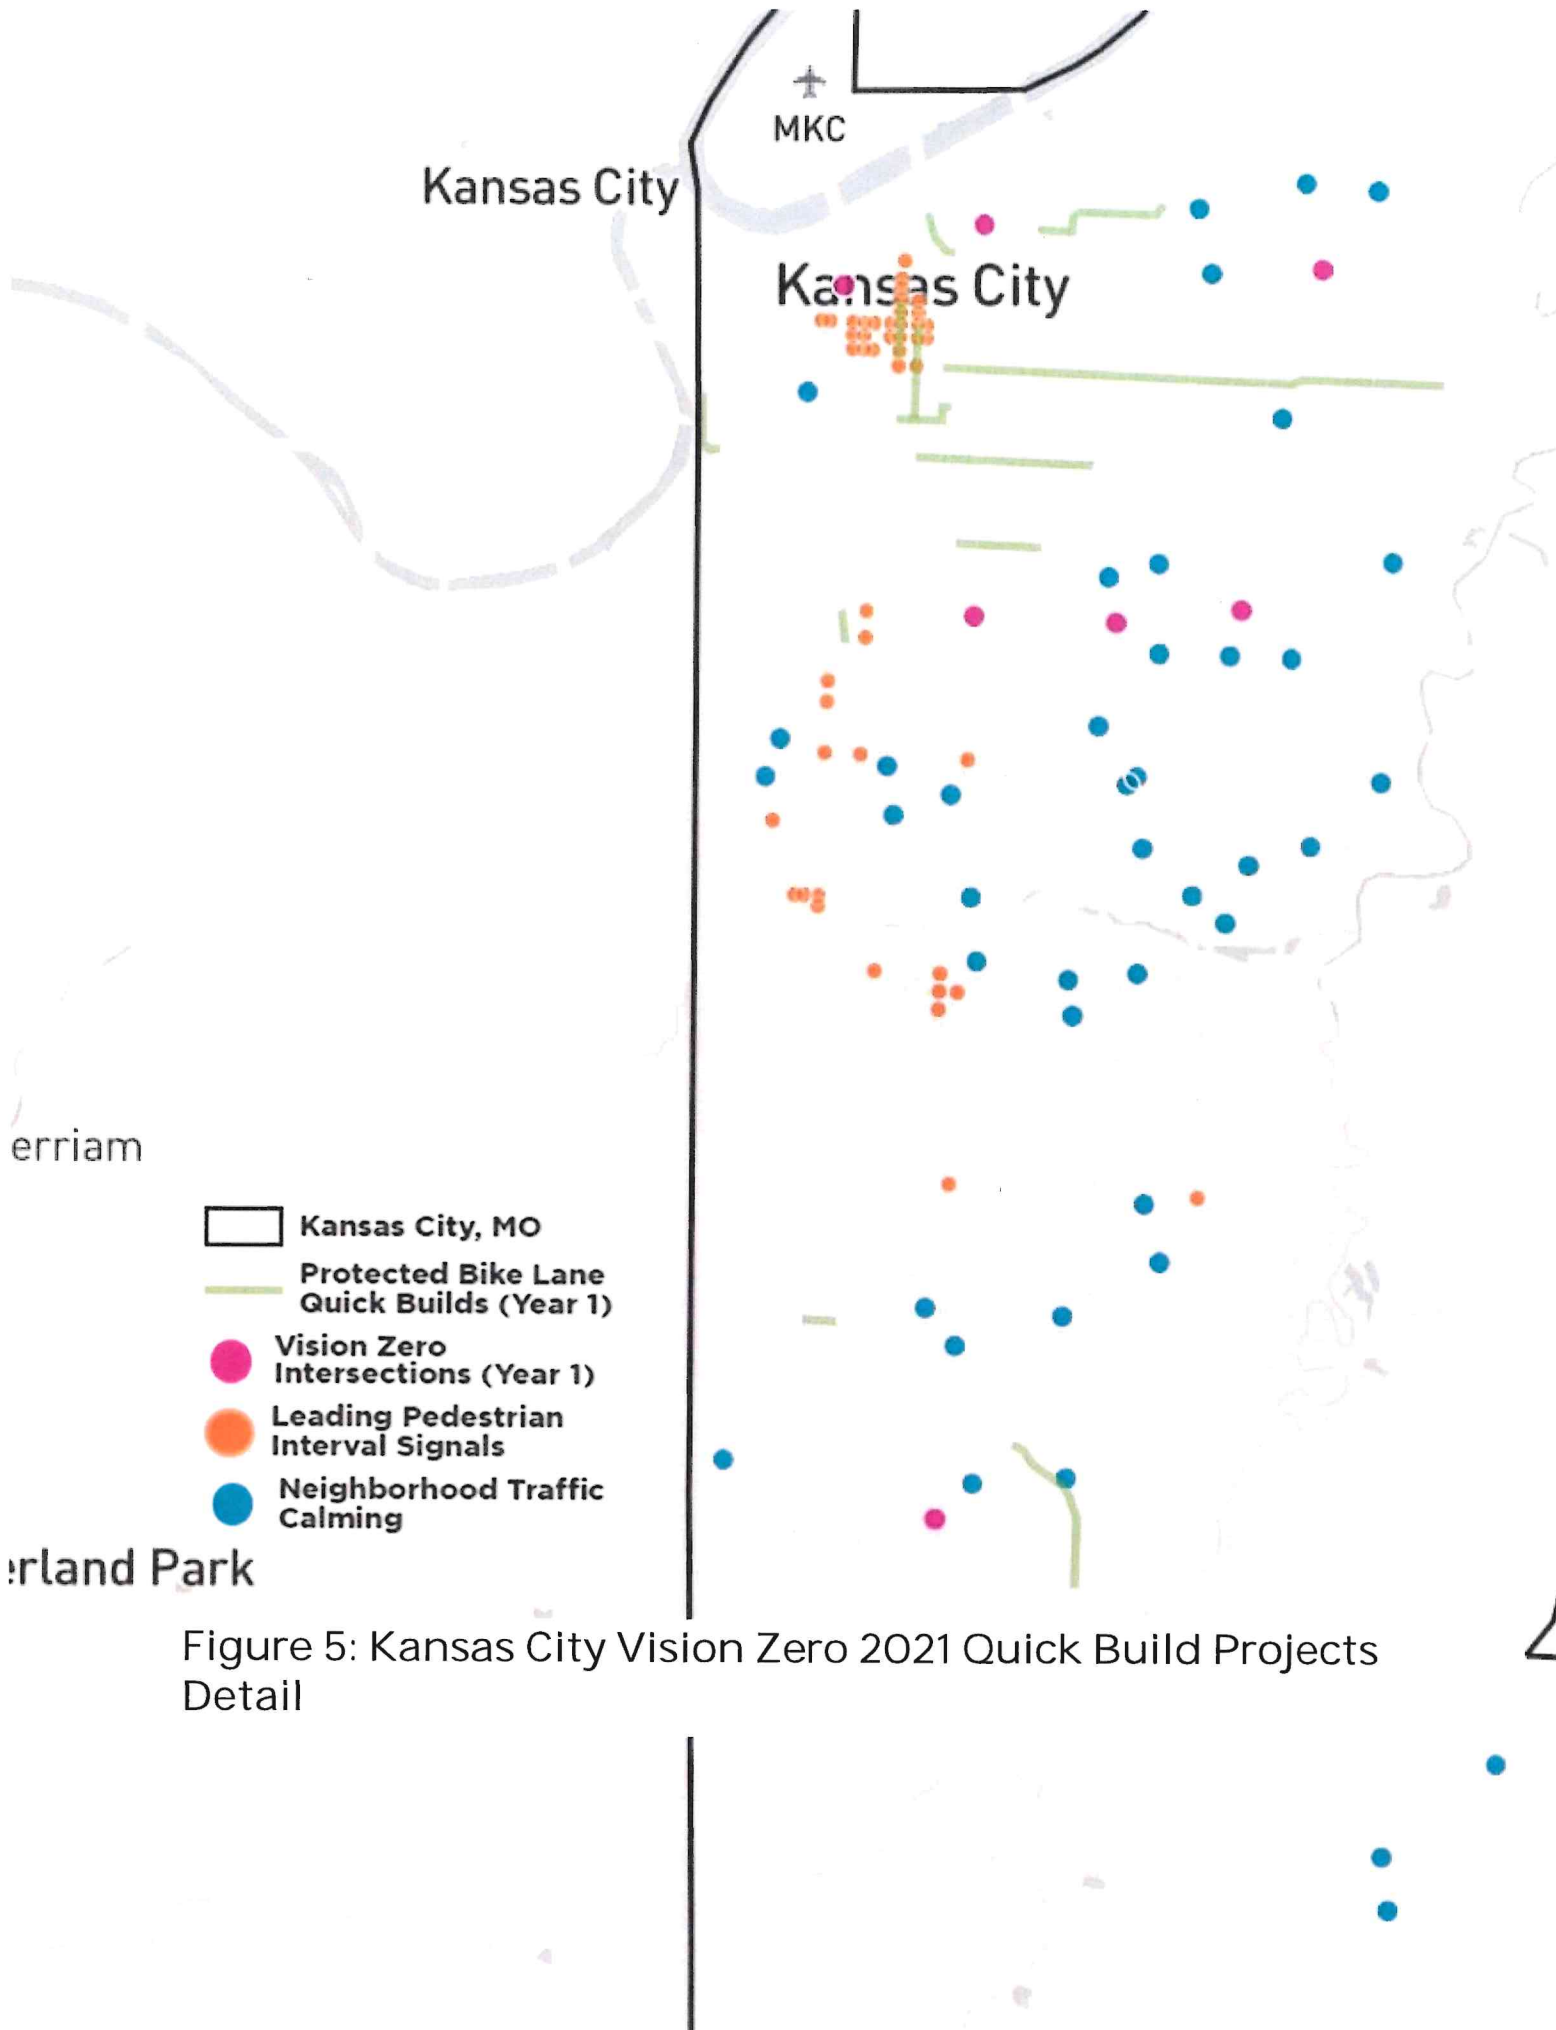 MKC
Kansas City
Kansas City
erriam
Kansas City, MO
Protected Bike Lane
Quick Builds (Year 1)
Vision Zero
Intersections (Year 1)
Leading Pedestrian
Interval Signals
Neighborhood Traffic
Calming
erland Park
Figure 5: Kansas City Vision Zero 2021 Quick Build Projects
Detail